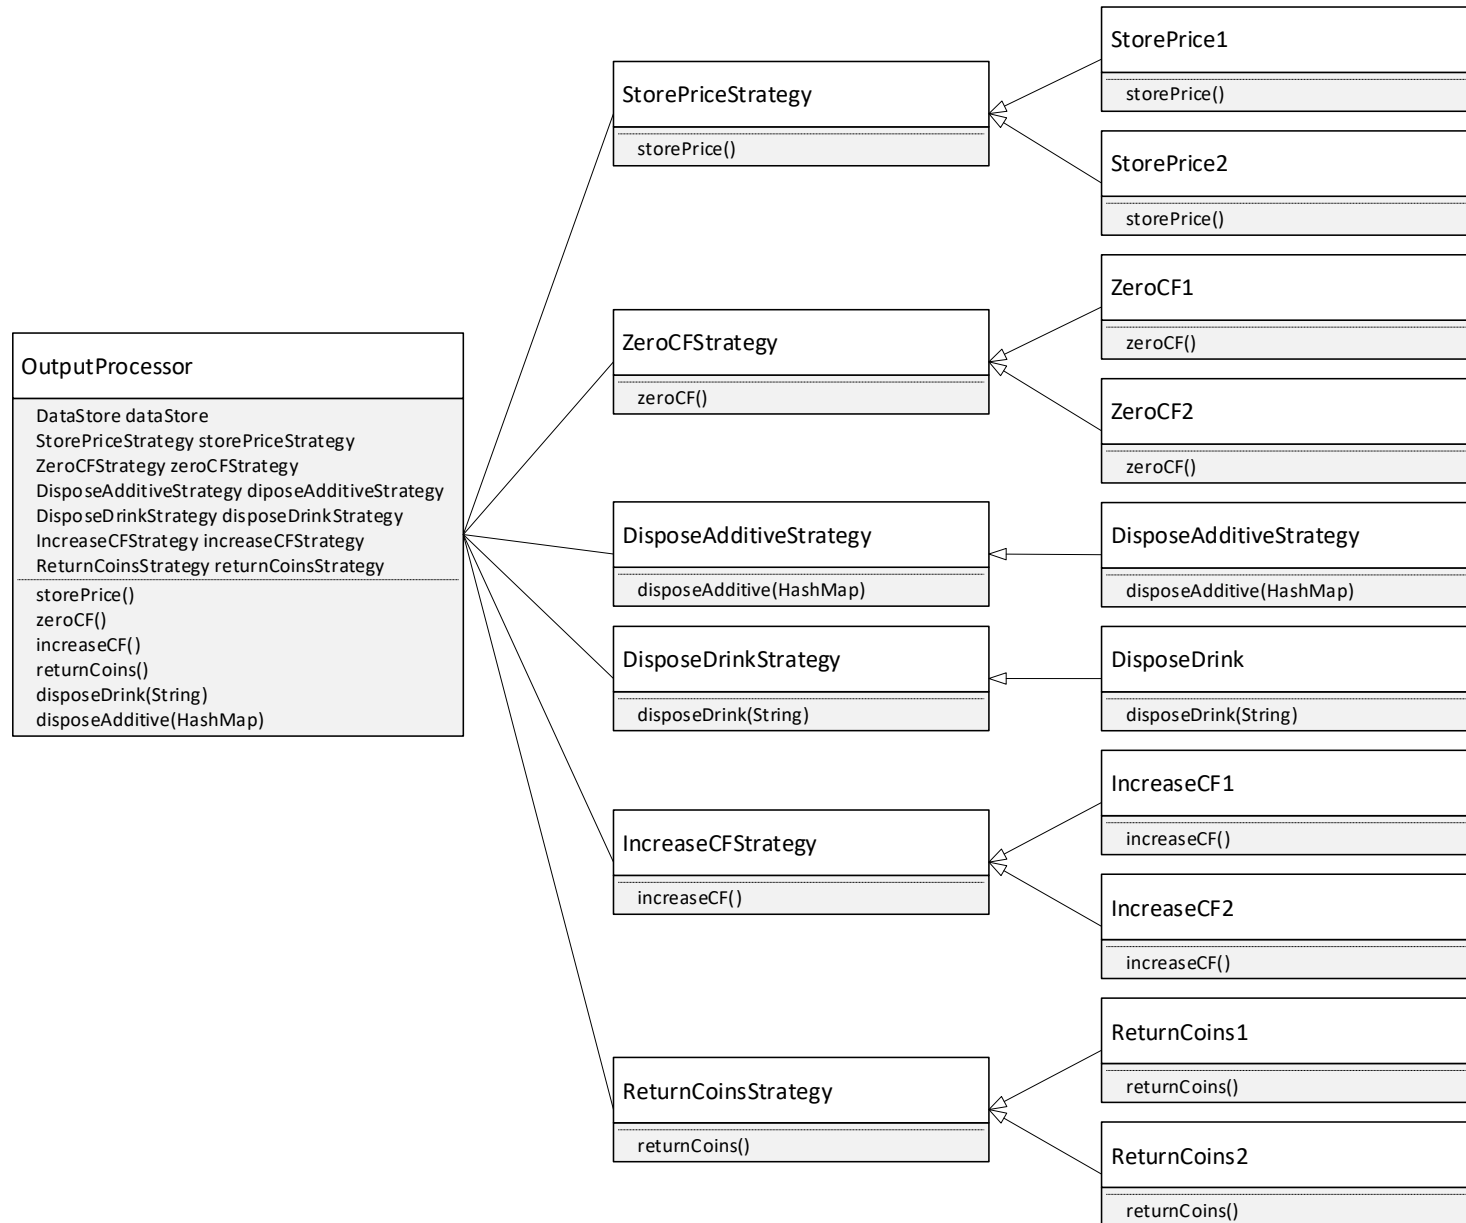 OutputProcessor
DataStore dataStore
StorePriceStrategy storePriceStrategy
ZeroCFStrategy zeroCFStrategy
DisposeAdditiveStrategy diposeAdditiveStrategy
DisposeDrinkStrategy disposeDrinkStrategy
IncreaseCFStrategy increaseCFStrategy
ReturnCoinsStrategy returnCoinsStrategy
storePrice()
zeroCF()
increaseCF()
returnCoins()
disposeDrink(String)
disposeAdditive(HashMap)
StorePriceStrategy
storePrice()
ZeroCFStrategy
zeroCF()
DisposeAdditiveStrategy
disposeAdditive(HashMap)
DisposeDrinkStrategy
disposeDrink(String)
IncreaseCFStrategy
increaseCF()
ReturnCoinsStrategy
returnCoins()
StorePrice1
storePrice()
StorePrice2
storePrice()
ZeroCF1
zeroCF()
ZeroCF2
zeroCF()
DisposeAdditiveStrategy
disposeAdditive(HashMap)
DisposeDrink
disposeDrink(String)
IncreaseCF1
increaseCF()
IncreaseCF2
increaseCF()
ReturnCoins1
returnCoins()
ReturnCoins2
returnCoins()